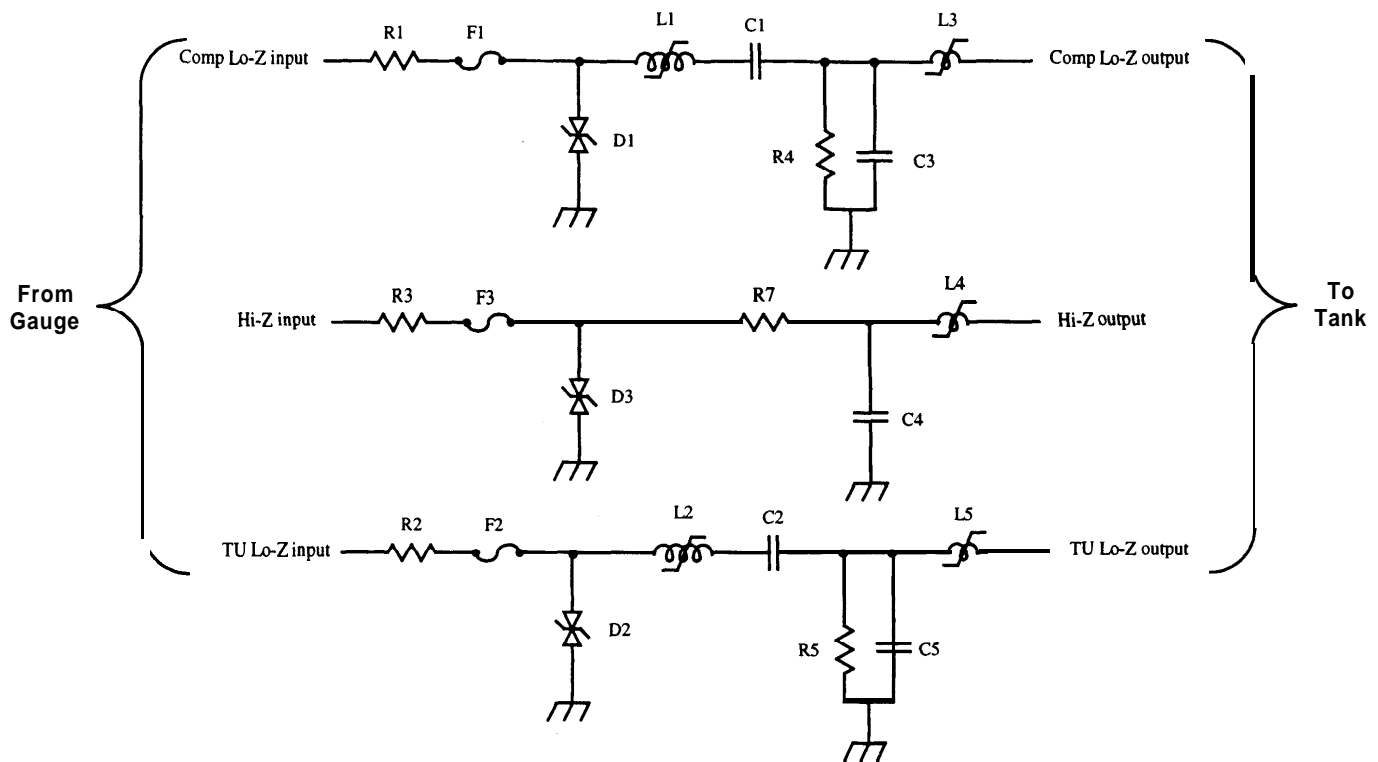 L1
C1
L3
R1
F1
Comp Lo-Z input
Comp Lo-Z output
D1
R4
C3
From
Gauge
To
Tank
R3
F3
R7
L4
Hi-Z input
Hi-Z output
D3
C4
R2
F2
L2
C2
L5
TU Lo-Z input
TU Lo-Z output
D2
R5
C5